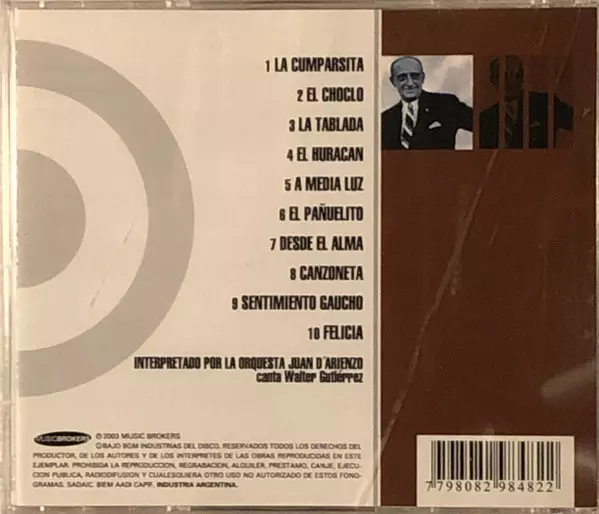 1 LA CUMPARSITA
2 EL CHOCLO
3 LA TABLADA
4 EL HURACAN
5 A MEDIA LUZ
6 EL PAÑUELITO
7 DESDE EL ALMA
8 CANZONETA
9 SENTIMIENTO GAUCHO
10 FELICIA
INTERPRETADO POR LA ORQUESTA JUAN D'ARIENZO
canta Walter Gutiérrez
MUSICBROKERS
© 2003 MUSIC BROKERS
℗ BAJO BGM INDUSTRIAS DEL DISCO. RESERVADOS TODOS LOS DERECHOS DEL
PRODUCTOR, DE LOS AUTORES Y DE LOS INTERPRETES DE LAS OBRAS REPRODUCIDAS EN ESTE
EJEMPLAR. PROHIBIDA LA REPRODUCCION, REGRABACION, ALQUILER, PRESTAMO, CANJE, EJECU-
CION PUBLICA, RADIODIFUSION Y CUALESQUIERA OTRO USO NO AUTORIZADO DE ESTOS FONO-
GRAMAS. SADAIC. BIEM AADI CAPIF. INDUSTRIA ARGENTINA.
7 798082 984822